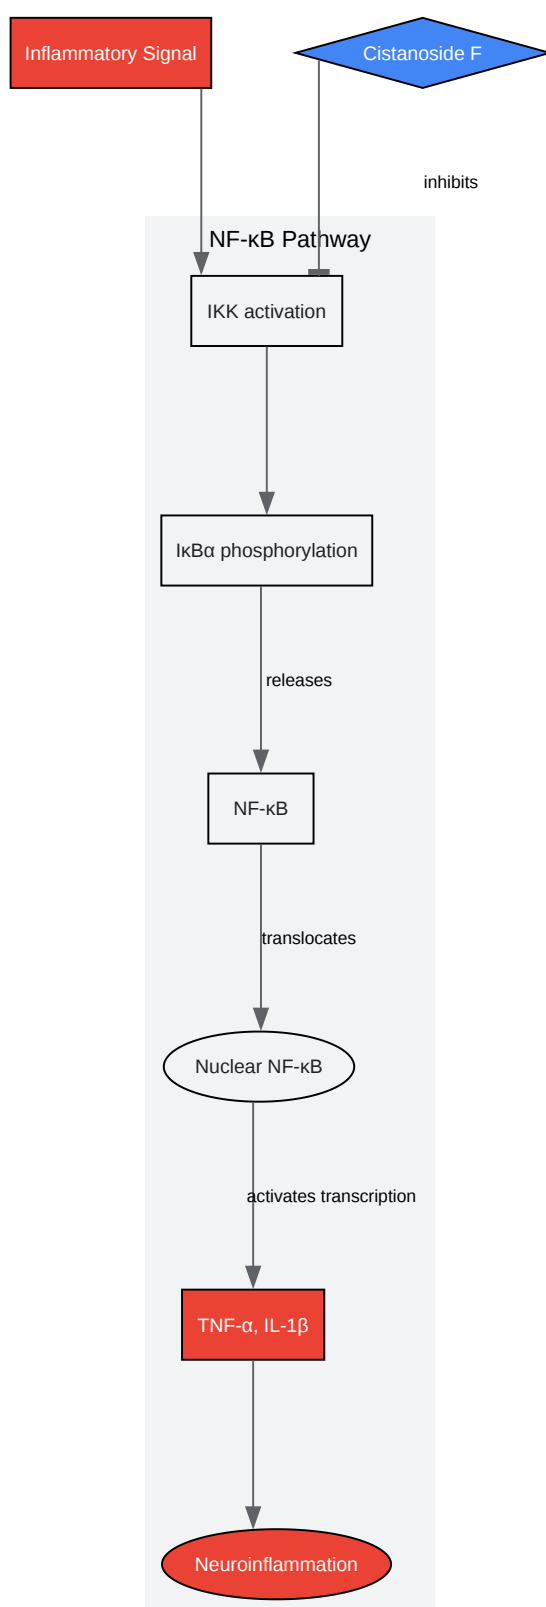 Inflammatory Signal
Cistanoside F
inhibits
NF-κB Pathway
IKK activation
IκBα phosphorylation
releases
NF-κB
translocates
Nuclear NF-κB
activates transcription
TNF-α, IL-1β
Neuroinflammation